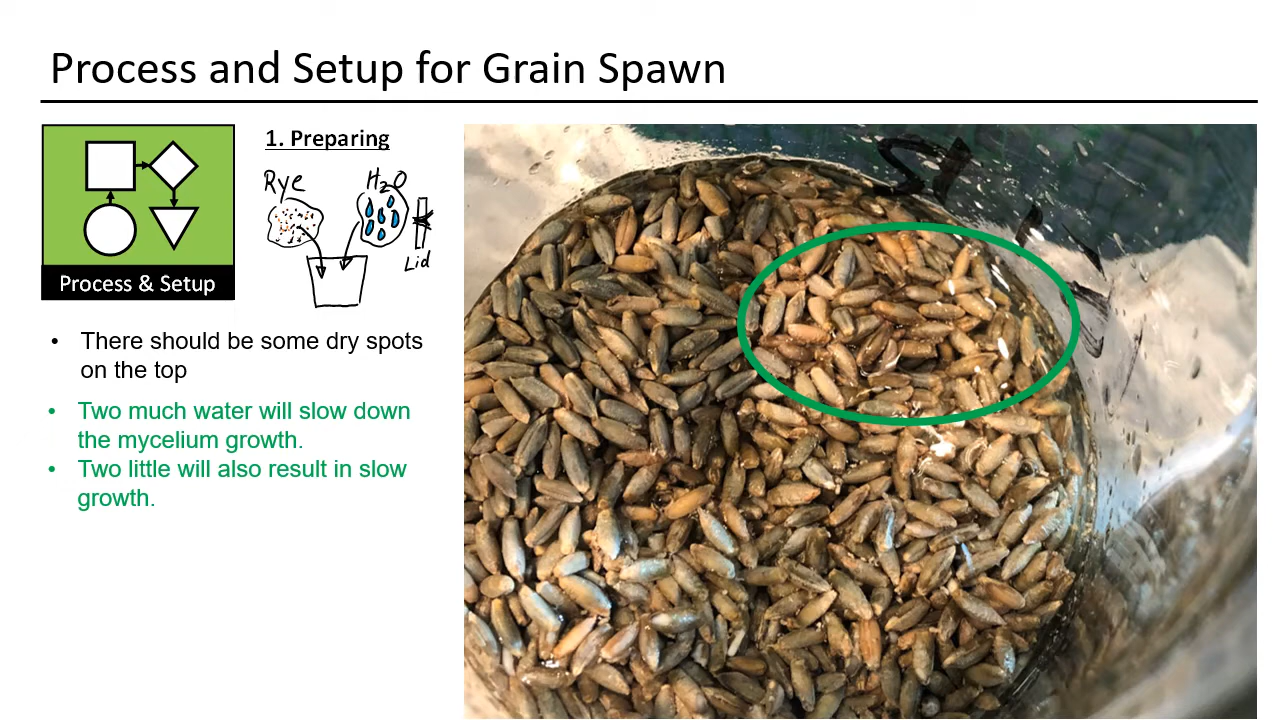 Process and Setup for Grain Spawn
1. Preparing
Rye
H2O
Lid
Process & Setup
• There should be some dry spots
on the top
• Two much water will slow down
the mycelium growth.
• Two little will also result in slow
growth.